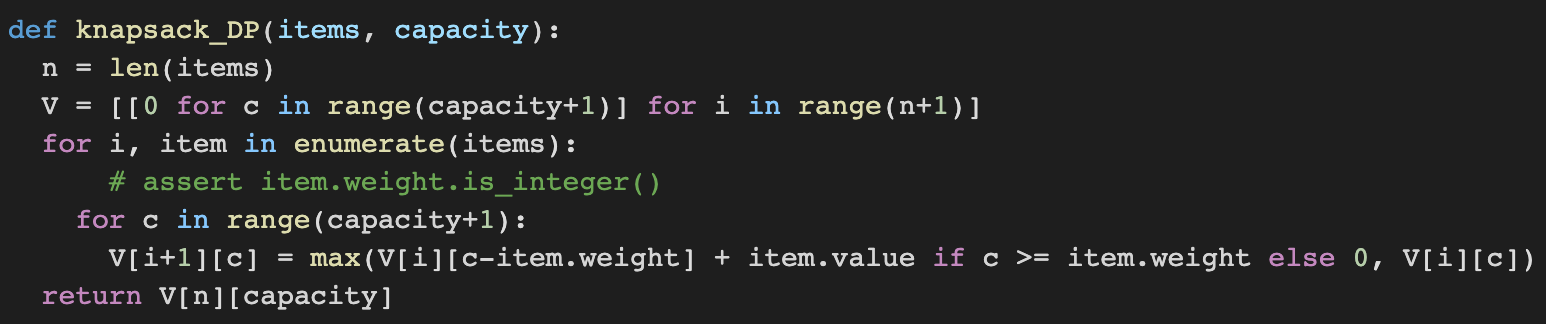 def knapsack_DP(items, capacity):
  n = len(items)
  V = [[0 for c in range(capacity+1)] for i in range(n+1)]
  for i, item in enumerate(items):
      # assert item.weight.is_integer()
    for c in range(capacity+1):
      V[i+1][c] = max(V[i][c-item.weight] + item.value if c >= item.weight else 0, V[i][c])
  return V[n][capacity]